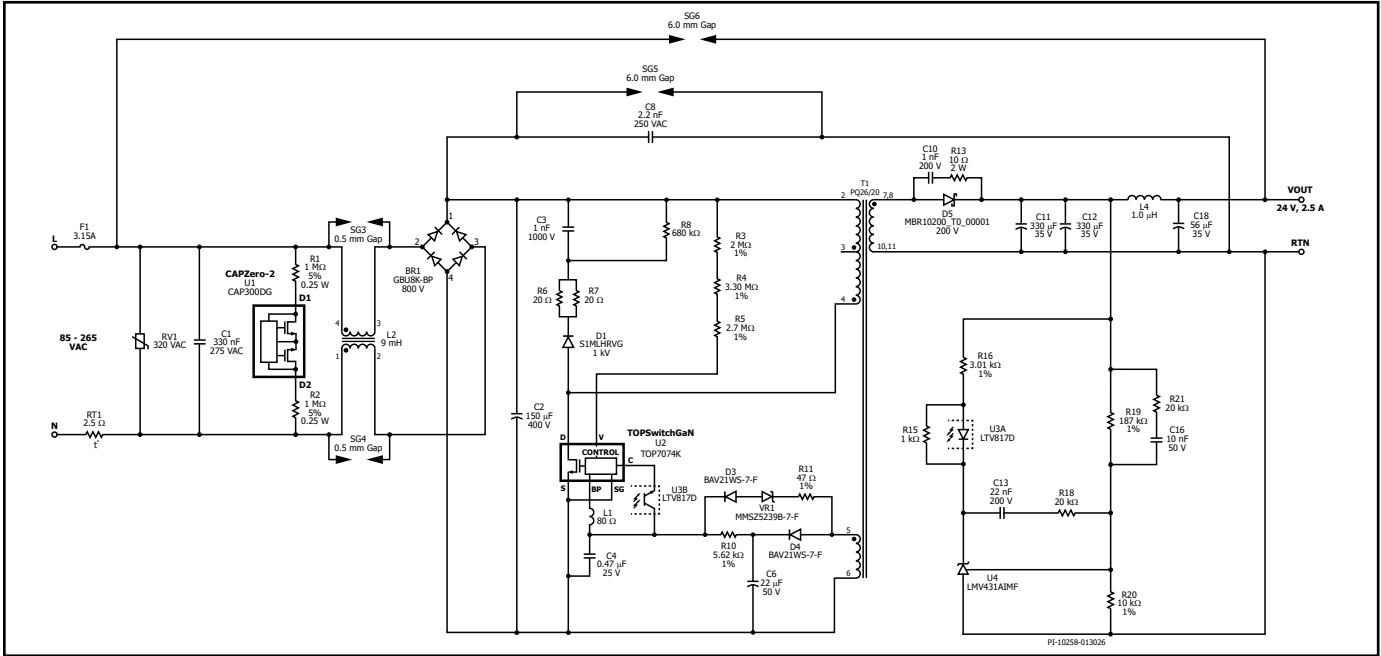 SG6
6.0 mm Gap
SG5
6.0 mm Gap
C8
2.2 nF
250 VAC
L
F1
3.15A
SG3
0.5 mm Gap
R1
1 MΩ
5%
0.25 W
CAPZero-2
U1
CAP300DG
D1
D2
R2
1 MΩ
5%
0.25 W
85 - 265
VAC
RV1
320 VAC
C1
330 nF
275 VAC
N
RT1
2.5 Ω
t°
SG4
0.5 mm Gap
4
3
1
2
L2
9 mH
1
2
3
4
BR1
GBU8K-BP
800 V
C3
1 nF
1000 V
R8
680 kΩ
R6
20 Ω
R7
20 Ω
D1
S1MLHRVG
1 kV
R3
2 MΩ
1%
R4
3.30 MΩ
1%
R5
2.7 MΩ
1%
C2
150 µF
400 V
TOPSwitchGaN
U2
TOP7074K
D
V
CONTROL
C
S
BP
SG
U3B
LTV817D
L1
80 Ω
C4
0.47 µF
25 V
D3
BAV21WS-7-F
VR1
MMSZ5239B-7-F
R11
47 Ω
1%
R10
5.62 kΩ
1%
D4
BAV21WS-7-F
C6
22 µF
50 V
T1
PQ26/20
2
3
4
5
6
7,8
10,11
C10
1 nF
200 V
R13
10 Ω
2 W
D5
MBR10200_T0_00001
200 V
C11
330 µF
35 V
C12
330 µF
35 V
L4
1.0 µH
C18
56 µF
35 V
VOUT
24 V, 2.5 A
RTN
R16
3.01 kΩ
1%
R15
1 kΩ
U3A
LTV817D
R19
187 kΩ
1%
R21
20 kΩ
C16
10 nF
50 V
C13
22 nF
200 V
R18
20 kΩ
U4
LMV431AIMF
R20
10 kΩ
1%
PI-10258-013026